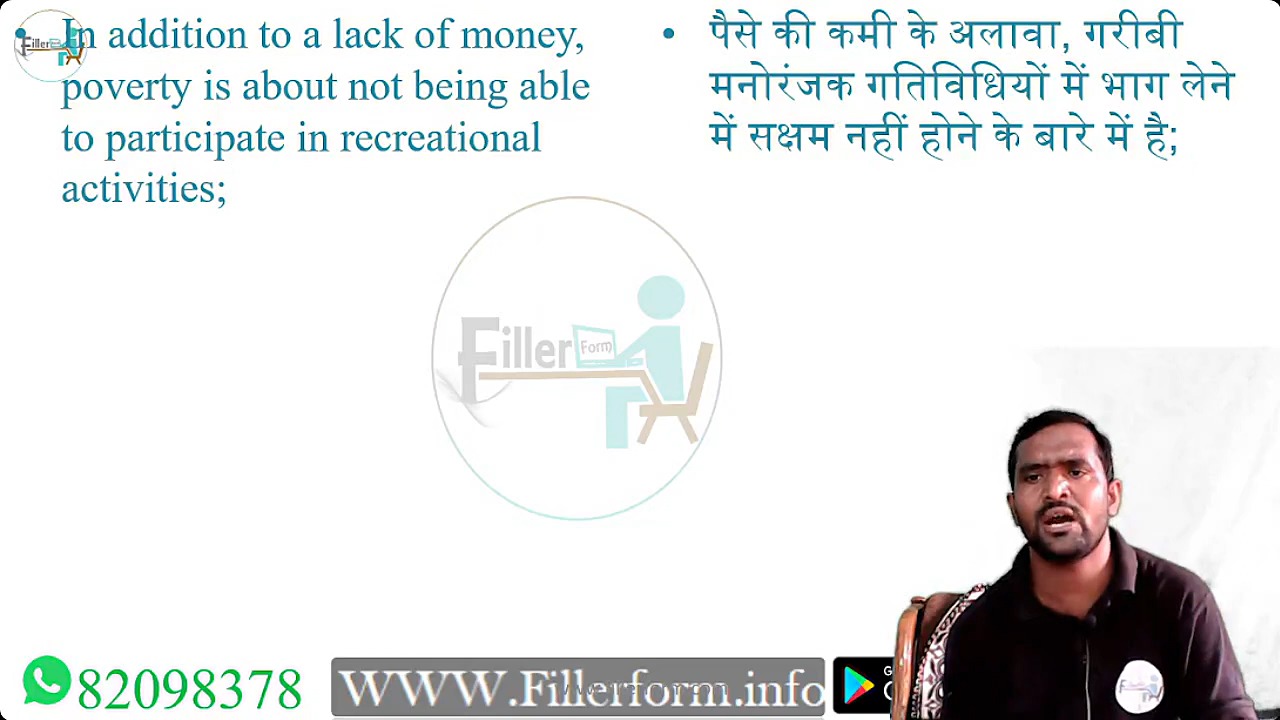 In addition to a lack of money,
poverty is about not being able
to participate in recreational
activities;
पैसे की कमी के अलावा, गरीबी
मनोरंजक गतिविधियों में भाग लेने
में सक्षम नहीं होने के बारे में है;
Filler Form
82098378
WWW.Fillerform.info
Filler